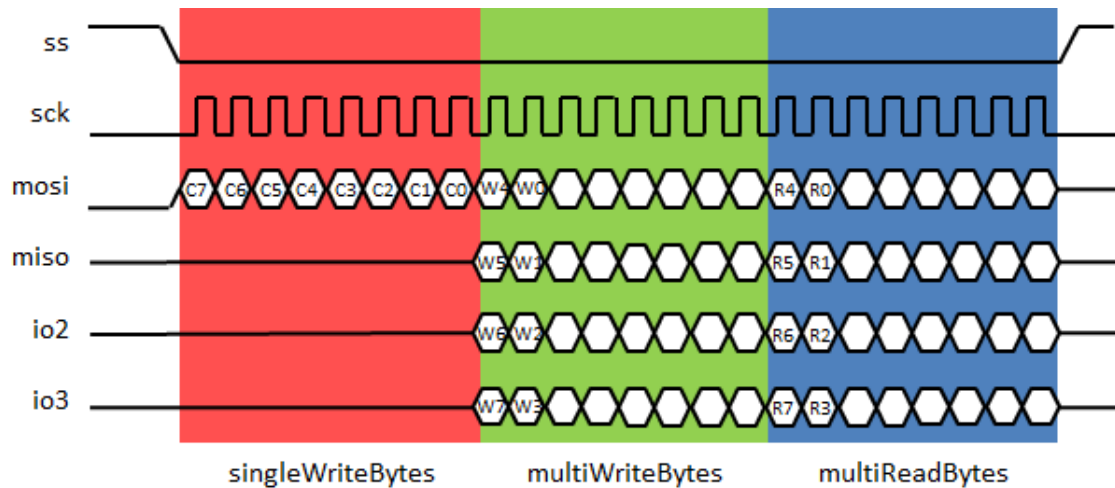 ss
sck
mosi C7 C6 C5 C4 C3 C2 C1 C0 W4 W0 R4 R0
miso W5 W1 R5 R1
io2 W6 W2 R6 R2
io3 W7 W3 R7 R3
singleWriteBytes multiWriteBytes multiReadBytes